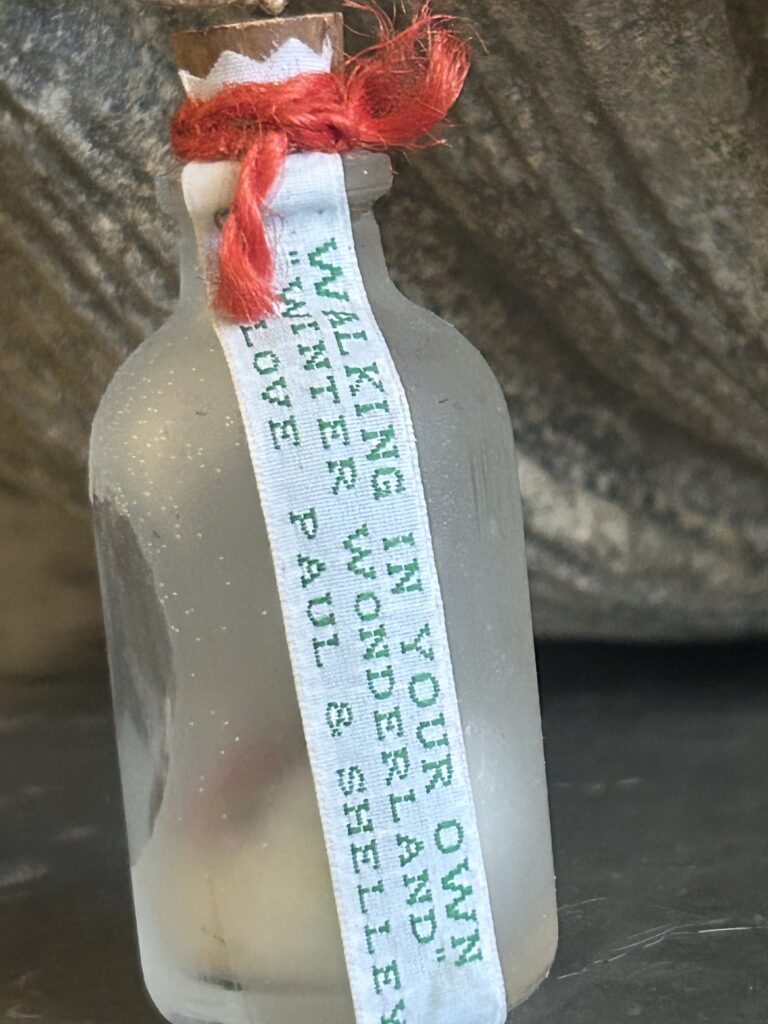 WALKING IN YOUR OWN
"WINTER WONDERLAND"
LOVE PAUL & SHELLEY